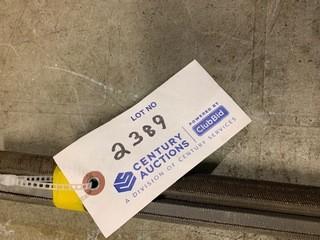 LOT NO
2389
CENTURY
AUCTIONS
A DIVISION OF CENTURY SERVICES
POWERED BY
ClubBid